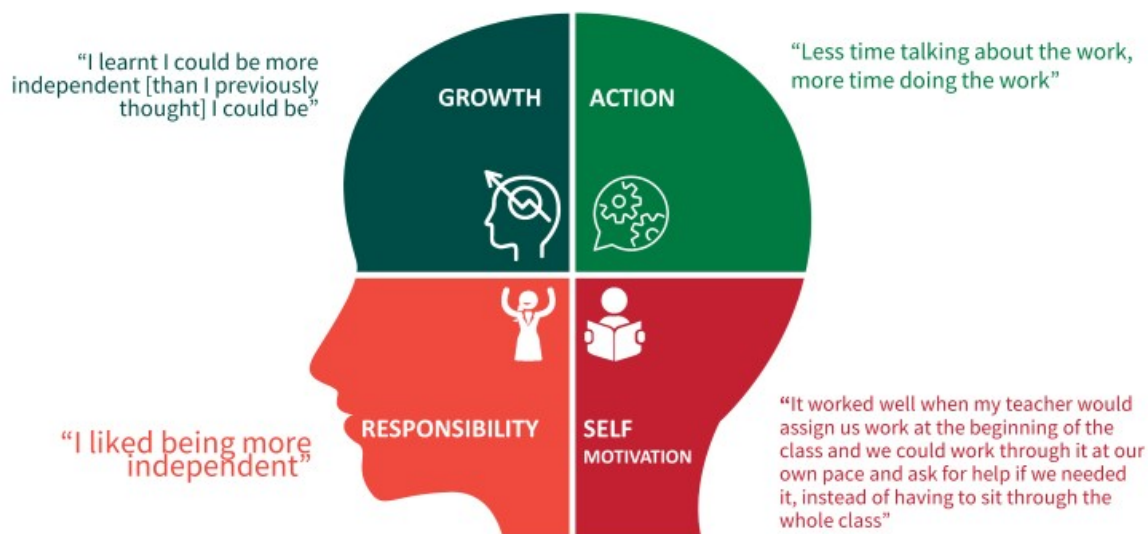 “I learnt I could be more
independent [than I previously
thought] I could be”
GROWTH
ACTION
“Less time talking about the work,
more time doing the work”
“I liked being more
independent”
RESPONSIBILITY
SELF
MOTIVATION
“It worked well when my teacher would
assign us work at the beginning of the
class and we could work through it at our
own pace and ask for help if we needed
it, instead of having to sit through the
whole class”